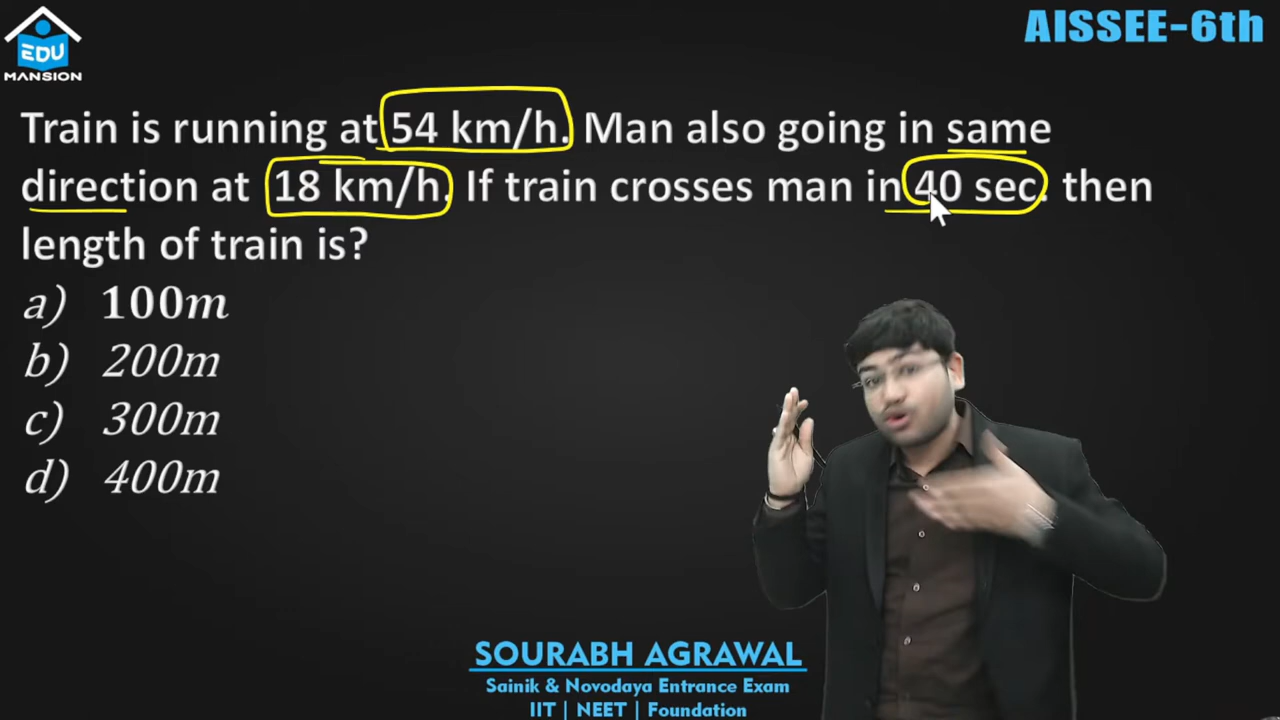 EDU
MANSION
AISSEE-6th
Train is running at 54 km/h. Man also going in same
direction at 18 km/h. If train crosses man in 40 sec. then
length of train is?
a) 100m
b) 200m
c) 300m
d) 400m
SOURABH AGRAWAL
Sainik & Novodaya Entrance Exam
IIT | NEET | Foundation